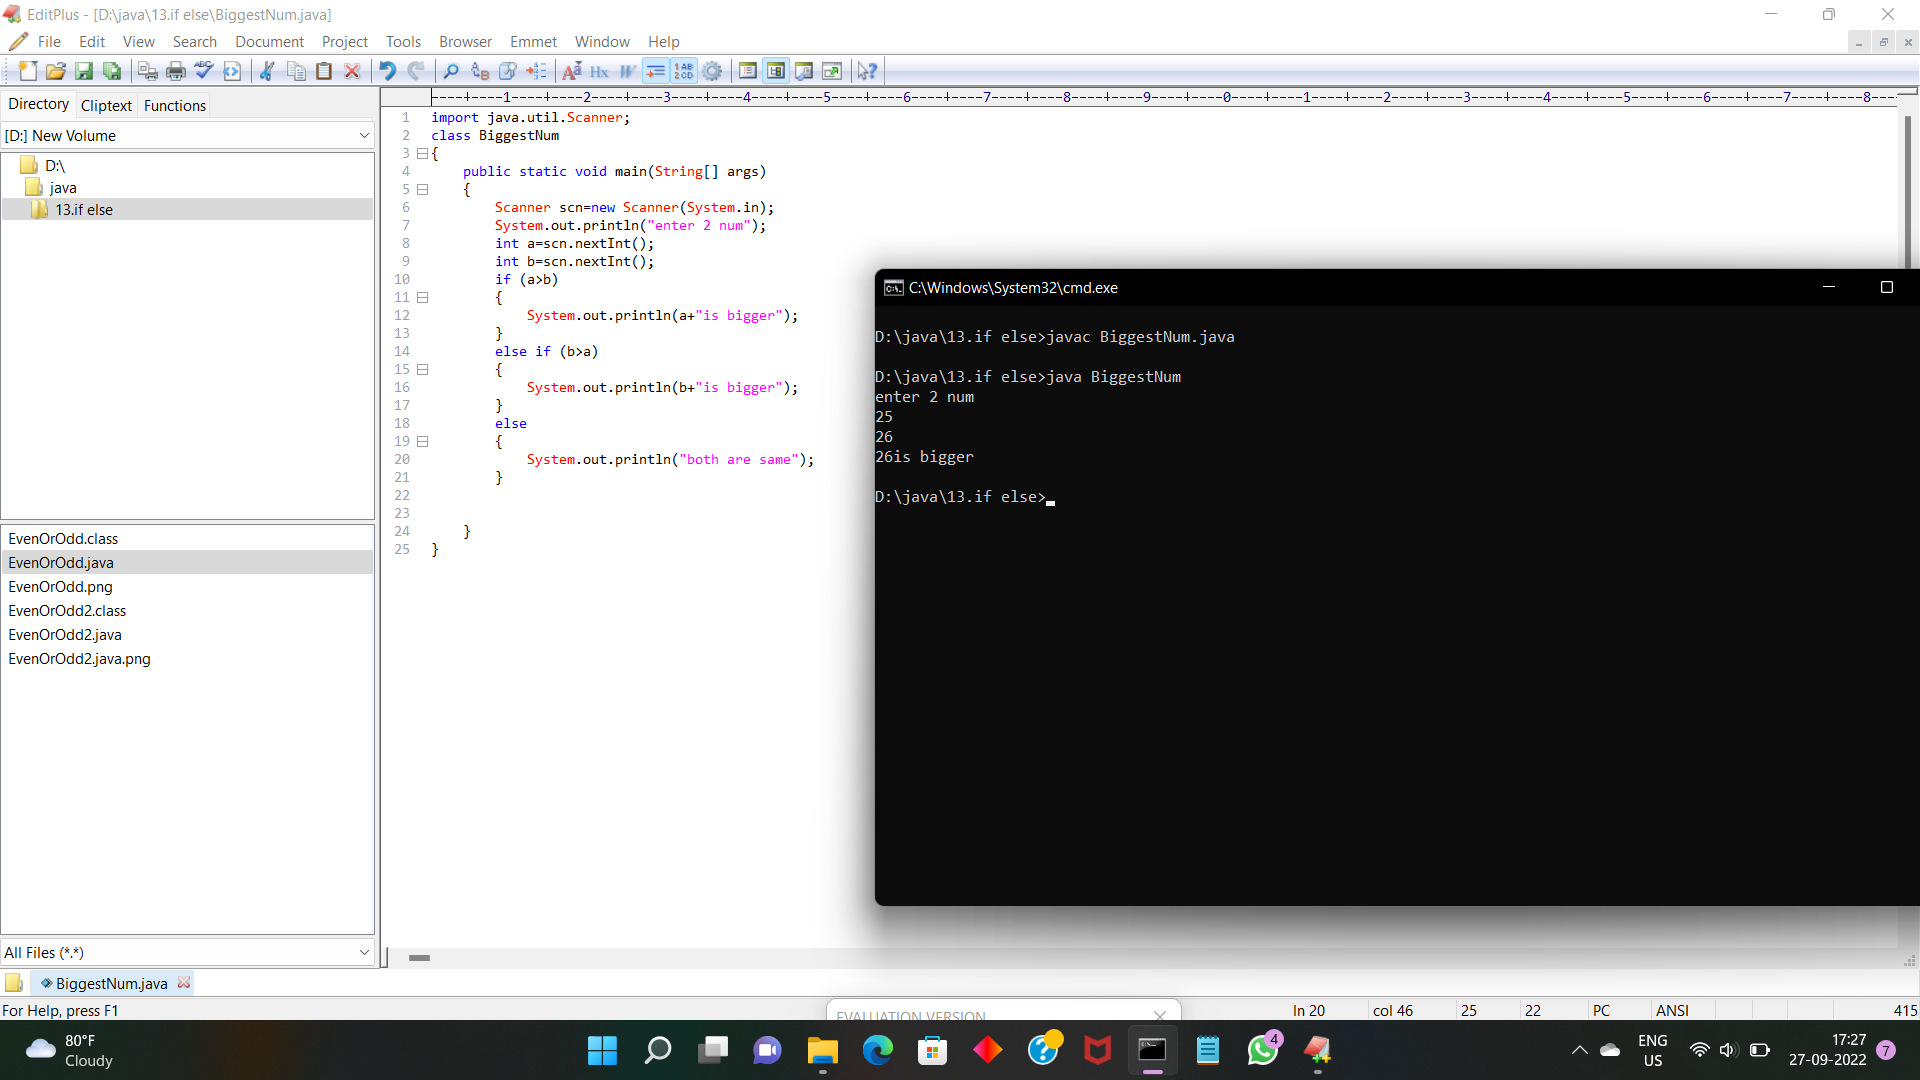 EditPlus - [D:\java\13.if else\BiggestNum.java]
File Edit View Search Document Project Tools Browser Emmet Window Help
Directory Cliptext Functions
[D:] New Volume
D:\
java
13.if else
EvenOrOdd.class
EvenOrOdd.java
EvenOrOdd.png
EvenOrOdd2.class
EvenOrOdd2.java
EvenOrOdd2.java.png
All Files (*.*)
----+----1----+----2----+----3----+----4----+----5----+----6----+----7----+----8----+----9----+----0----+----1----+----2----+----3----+----4----+----5----+----6----+----7----+----8---
1 import java.util.Scanner;
2 class BiggestNum
3 {
4 public static void main(String[] args)
5 {
6 Scanner scn=new Scanner(System.in);
7 System.out.println("enter 2 num");
8 int a=scn.nextInt();
9 int b=scn.nextInt();
10 if (a>b)
11 {
12 System.out.println(a+"is bigger");
13 }
14 else if (b>a)
15 {
16 System.out.println(b+"is bigger");
17 }
18 else
19 {
20 System.out.println("both are same");
21 }
22
23
24 }
25 }
C:\Windows\System32\cmd.exe
D:\java\13.if else>javac BiggestNum.java
D:\java\13.if else>java BiggestNum
enter 2 num
25
26
26is bigger
D:\java\13.if else>
BiggestNum.java
For Help, press F1
EVALUATION VERSION
ln 20 col 46 25 22 PC ANSI 415
80°F
Cloudy
4
ENG
US
17:27
27-09-2022
7